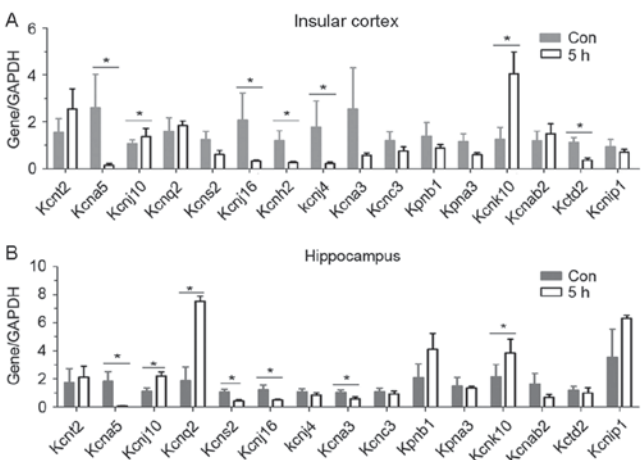 A
Insular cortex
Gene/GAPDH
6
4
2
0
Con
5 h
*
*
*
*
*
*
*
Kcnt2
Kcna5
Kcnj10
Kcnq2
Kcns2
Kcnj16
Kcnh2
kcnj4
Kcna3
Kcnc3
Kpnb1
Kpna3
Kcnk10
Kcnab2
Kctd2
Kcnip1
B
Hippocampus
Gene/GAPDH
10
8
6
4
2
0
Con
5 h
*
*
*
*
*
*
*
Kcnt2
Kcna5
Kcnj10
Kcnq2
Kcns2
Kcnj16
kcnj4
Kcna3
Kcnc3
Kpnb1
Kpna3
Kcnk10
Kcnab2
Kctd2
Kcnip1